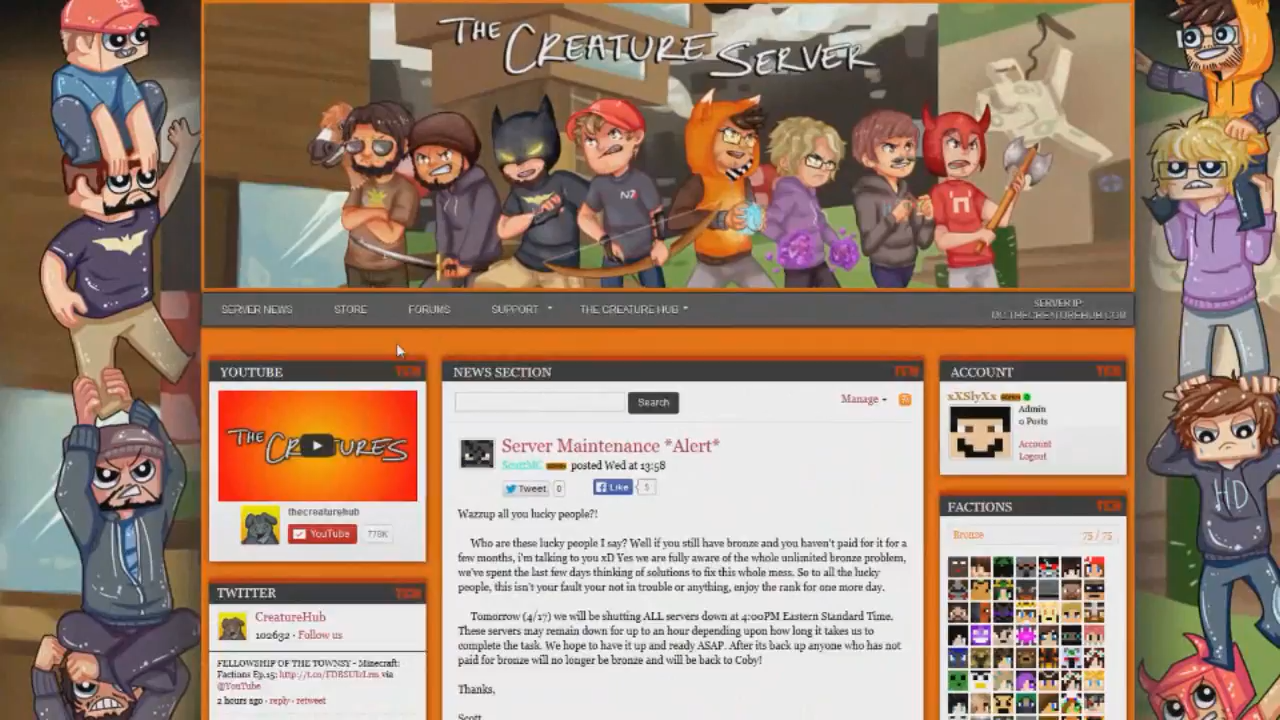 THE CREATURE SERVER
N7
HD
SERVER NEWS
STORE
FORUMS
SUPPORT
THE CREATURE HUB
SERVER IP:
MC.THECREATUREHUB.COM
YOUTUBE
THE CREATURES
thecreaturehub
YouTube
778K
TWITTER
CreatureHub
102632 · Follow us
FELLOWSHIP OF THE TOWNSY - Minecraft:
Factions Ep.15: via
@YouTube
2 hours ago · reply · retweet
NEWS SECTION
Search
Manage
Server Maintenance *Alert*
ScottMC posted Wed at 13:58
Tweet 0
Like 5
Wazzup all you lucky people?!
Who are these lucky people I say? Well if you still have bronze and you haven't paid for it for a
few months, i'm talking to you xD Yes we are fully aware of the whole unlimited bronze problem,
we've spent the last few days thinking of solutions to fix this whole mess. So to all the lucky
people, this isn't your fault your not in trouble or anything, enjoy the rank for one more day.
Tomorrow (4/17) we will be shutting ALL servers down at 4:00PM Eastern Standard Time.
These servers may remain down for up to an hour depending upon how long it takes us to
complete the task. We hope to have it up and ready ASAP. After its back up anyone who has not
paid for bronze will no longer be bronze and will be back to Coby!
Thanks,
Scott
ACCOUNT
xXSlyXx
Admin
0 Posts
Account
Logout
FACTIONS
Bronze
75 / 75